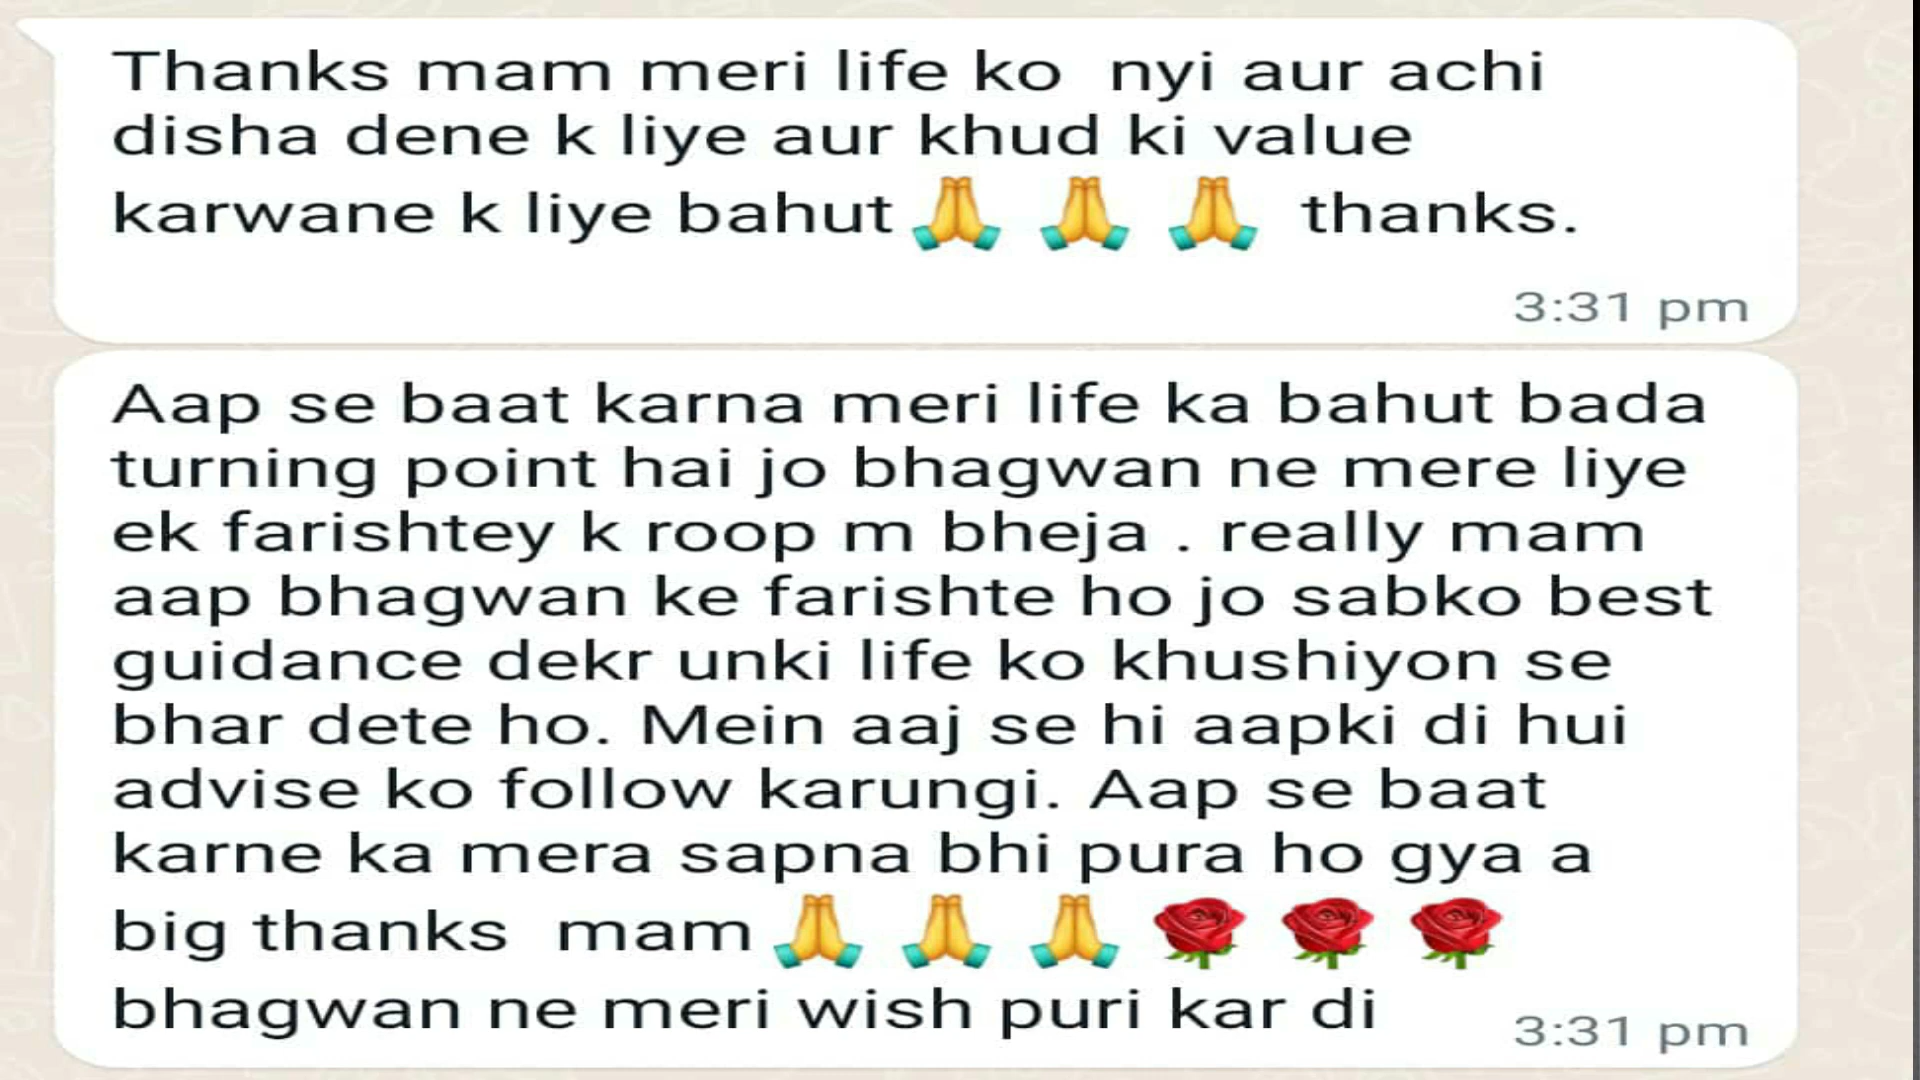 Thanks mam meri life ko nyi aur achi
disha dene k liye aur khud ki value
karwane k liye bahut🙏 🙏 🙏 thanks.
3:31 pm
Aap se baat karna meri life ka bahut bada
turning point hai jo bhagwan ne mere liye
ek farishtey k roop m bheja . really mam
aap bhagwan ke farishte ho jo sabko best
guidance dekr unki life ko khushiyon se
bhar dete ho. Mein aaj se hi aapki di hui
advise ko follow karungi. Aap se baat
karne ka mera sapna bhi pura ho gya a
big thanks mam🙏 🙏 🙏 🌹 🌹 🌹
bhagwan ne meri wish puri kar di
3:31 pm